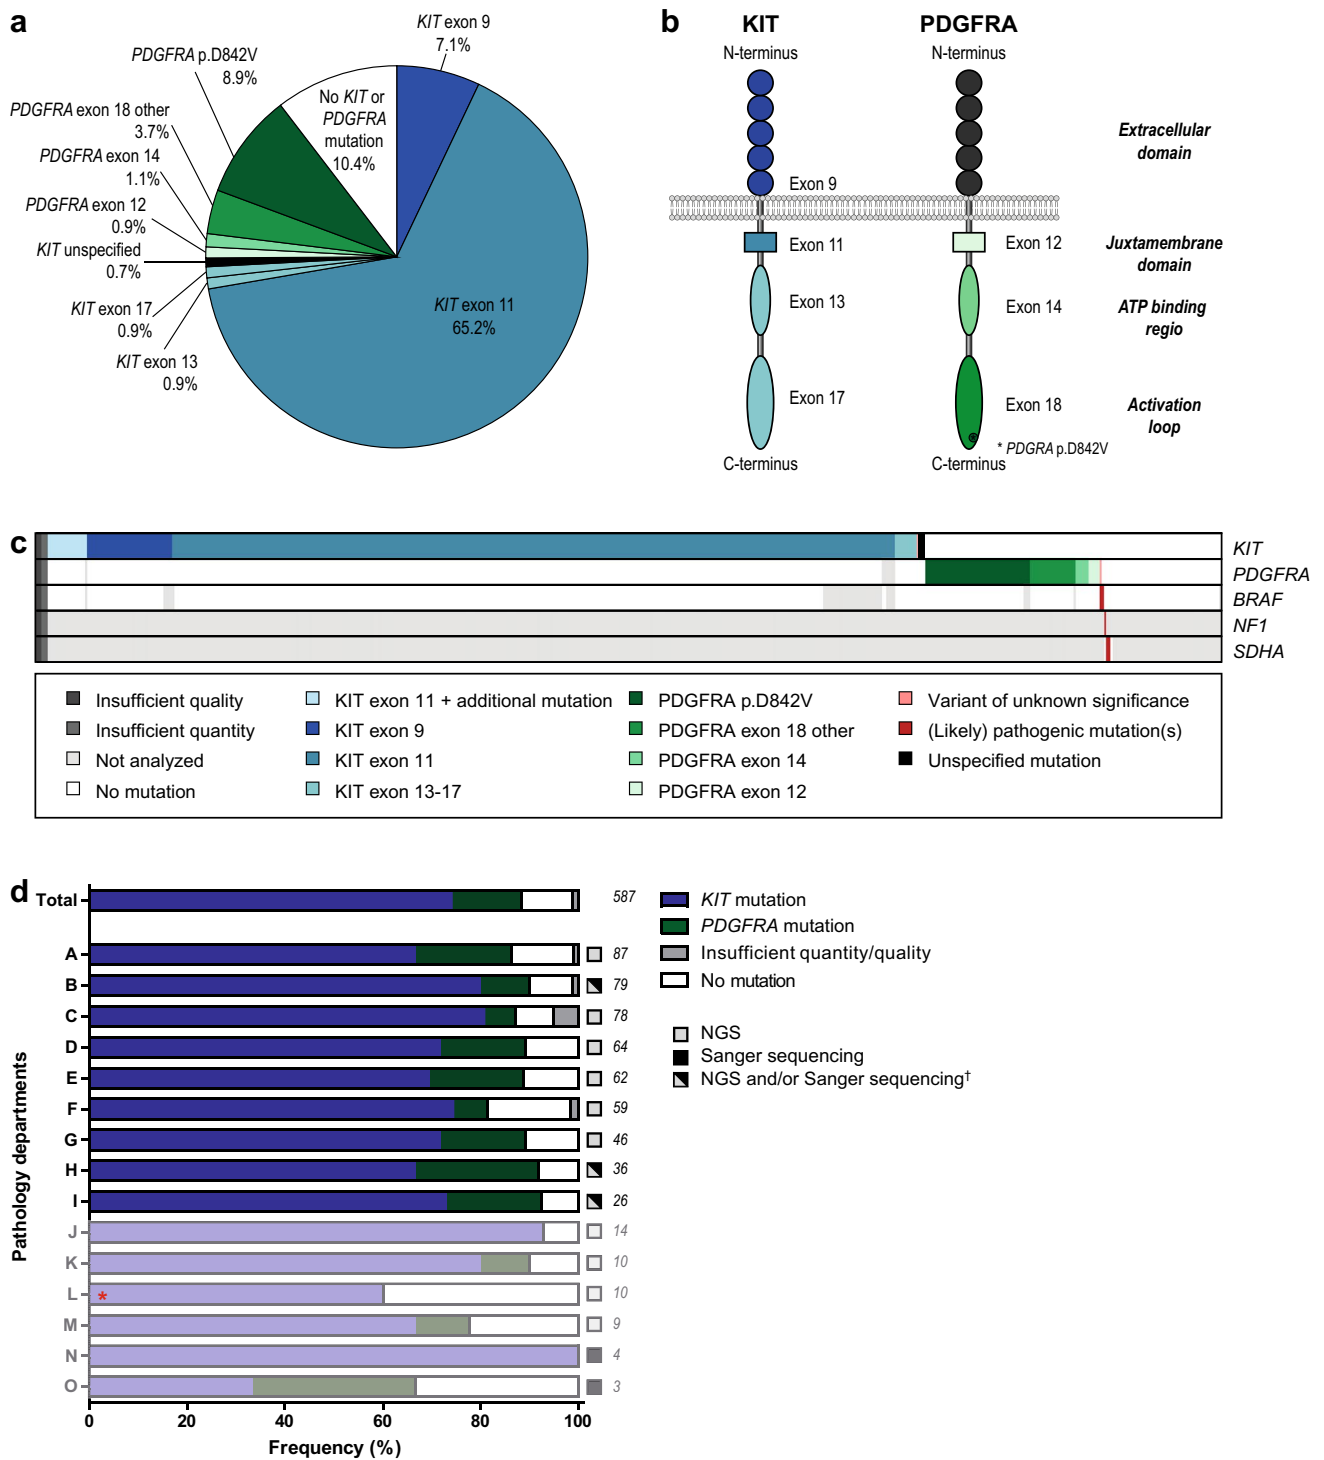 a
KIT exon 9
7.1%
PDGFRA p.D842V
8.9%
PDGFRA exon 18 other
3.7%
PDGFRA exon 14
1.1%
PDGFRA exon 12
0.9%
KIT unspecified
0.7%
KIT exon 17
0.9%
KIT exon 13
0.9%
No KIT or
PDGFRA
mutation
10.4%
KIT exon 11
65.2%
b
KIT
PDGFRA
N-terminus
N-terminus
Extracellular
domain
Exon 9
Exon 11
Exon 12
Juxtamembrane
domain
Exon 13
Exon 14
ATP binding
regio
Exon 17
Exon 18
Activation
loop
* PDGRA p.D842V
C-terminus
C-terminus
c
KIT
PDGFRA
BRAF
NF1
SDHA
Insufficient quality
Insufficient quantity
Not analyzed
No mutation
KIT exon 11 + additional mutation
KIT exon 9
KIT exon 11
KIT exon 13-17
PDGFRA p.D842V
PDGFRA exon 18 other
PDGFRA exon 14
PDGFRA exon 12
Variant of unknown significance
(Likely) pathogenic mutation(s)
Unspecified mutation
d
Total 587
A 87
B 79
C 78
D 64
E 62
F 59
G 46
H 36
I 26
J 14
K 10
L * 10
M 9
N 4
O 3
0 20 40 60 80 100
Frequency (%)
Pathology departments
KIT mutation
PDGFRA mutation
Insufficient quantity/quality
No mutation
NGS
Sanger sequencing
NGS and/or Sanger sequencing†